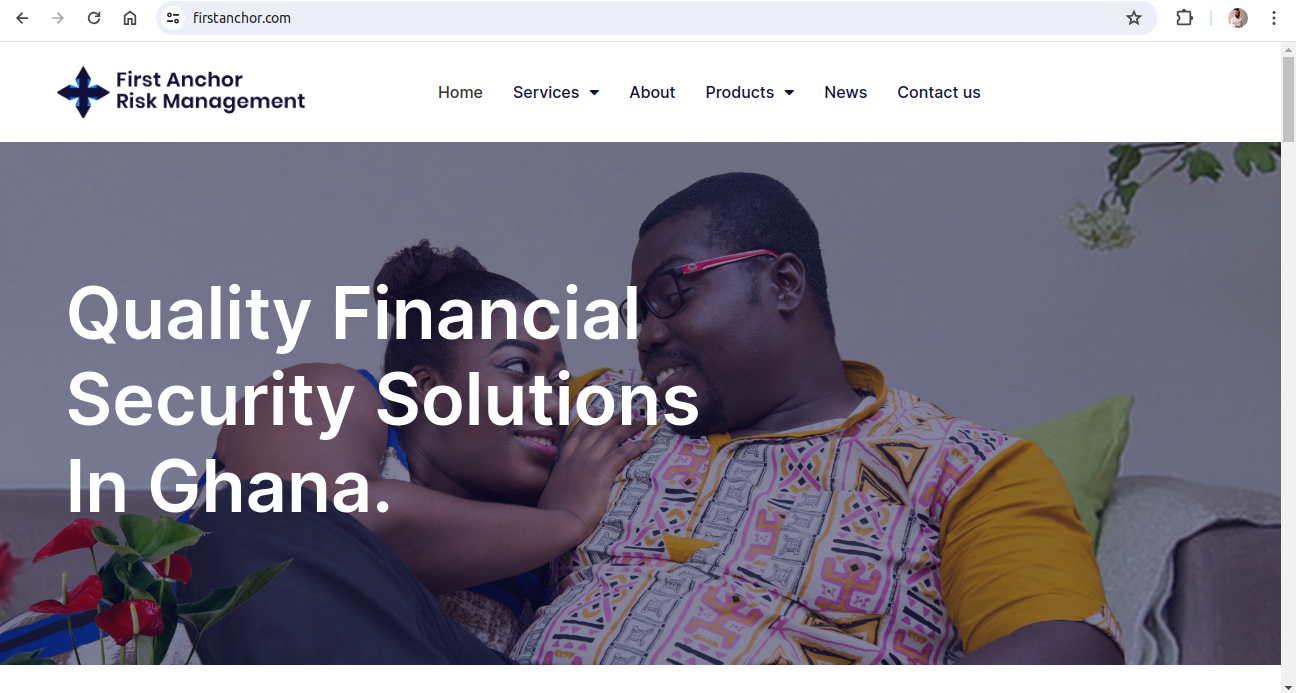 firstanchor.com
First Anchor
Risk Management
Home Services About Products News Contact us
Quality Financial
Security Solutions
In Ghana.